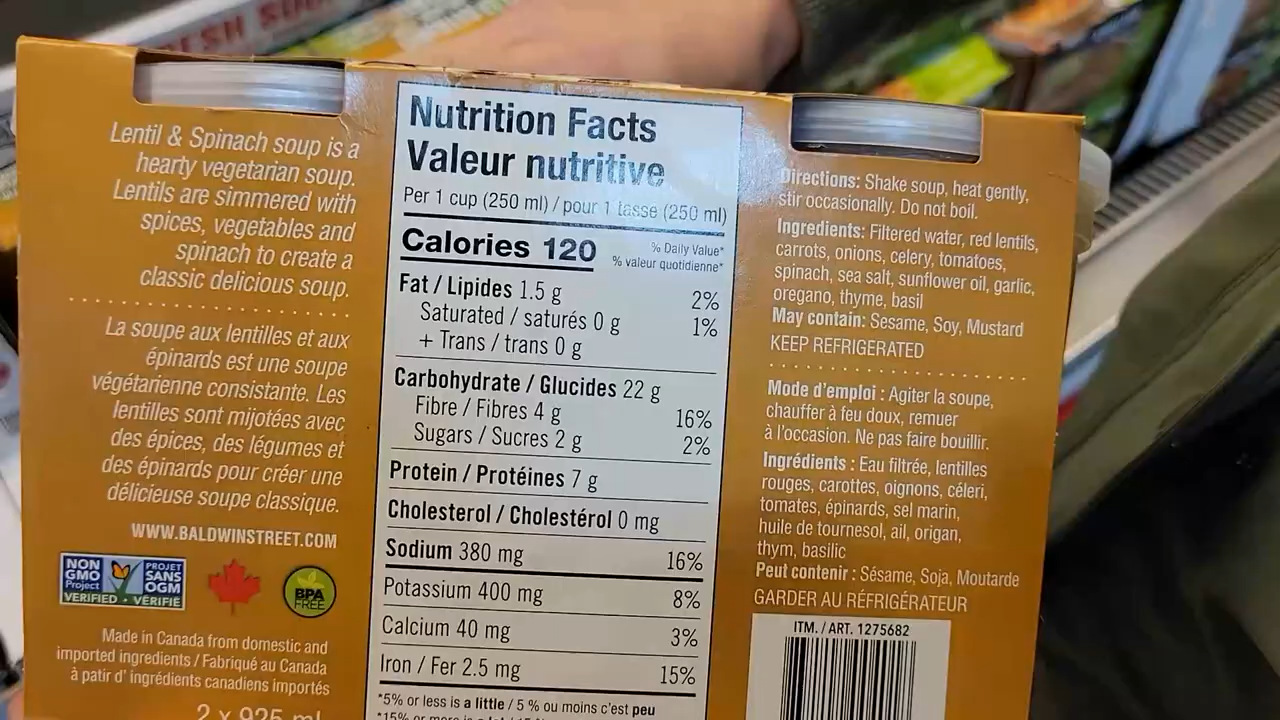 ESH SOU
Lentil & Spinach soup is a
hearty vegetarian soup.
Lentils are simmered with
spices, vegetables and
spinach to create a
classic delicious soup.
La soupe aux lentilles et aux
épinards est une soupe
végétarienne consistante. Les
lentilles sont mijotées avec
des épices, des légumes et
des épinards pour créer une
délicieuse soupe classique.
WWW.BALDWINSTREET.COM
NON GMO Project VERIFIED • PROJET SANS OGM VÉRIFIÉ
BPA
FREE
Made in Canada from domestic and
imported ingredients / Fabriqué au Canada
à patir d' ingrédients canadiens importés
2 x 925 ml
Nutrition Facts
Valeur nutritive
Per 1 cup (250 ml) / pour 1 tasse (250 ml)
Calories 120
% Daily Value*
% valeur quotidienne*
Fat / Lipides 1.5 g 2%
Saturated / saturés 0 g 1%
+ Trans / trans 0 g
Carbohydrate / Glucides 22 g
Fibre / Fibres 4 g 16%
Sugars / Sucres 2 g 2%
Protein / Protéines 7 g
Cholesterol / Cholestérol 0 mg
Sodium 380 mg 16%
Potassium 400 mg 8%
Calcium 40 mg 3%
Iron / Fer 2.5 mg 15%
*5% or less is a little / 5 % ou moins c'est peu
*15% or more is a lot / 15
Directions: Shake soup, heat gently,
stir occasionally. Do not boil.
Ingredients: Filtered water, red lentils,
carrots, onions, celery, tomatoes,
spinach, sea salt, sunflower oil, garlic,
oregano, thyme, basil
May contain: Sesame, Soy, Mustard
KEEP REFRIGERATED
Mode d'emploi : Agiter la soupe,
chauffer à feu doux, remuer
à l'occasion. Ne pas faire bouillir.
Ingrédients : Eau filtrée, lentilles
rouges, carottes, oignons, céleri,
tomates, épinards, sel marin,
huile de tournesol, ail, origan,
thym, basilic
Peut contenir : Sésame, Soja, Moutarde
GARDER AU RÉFRIGÉRATEUR
ITM. / ART. 1275682